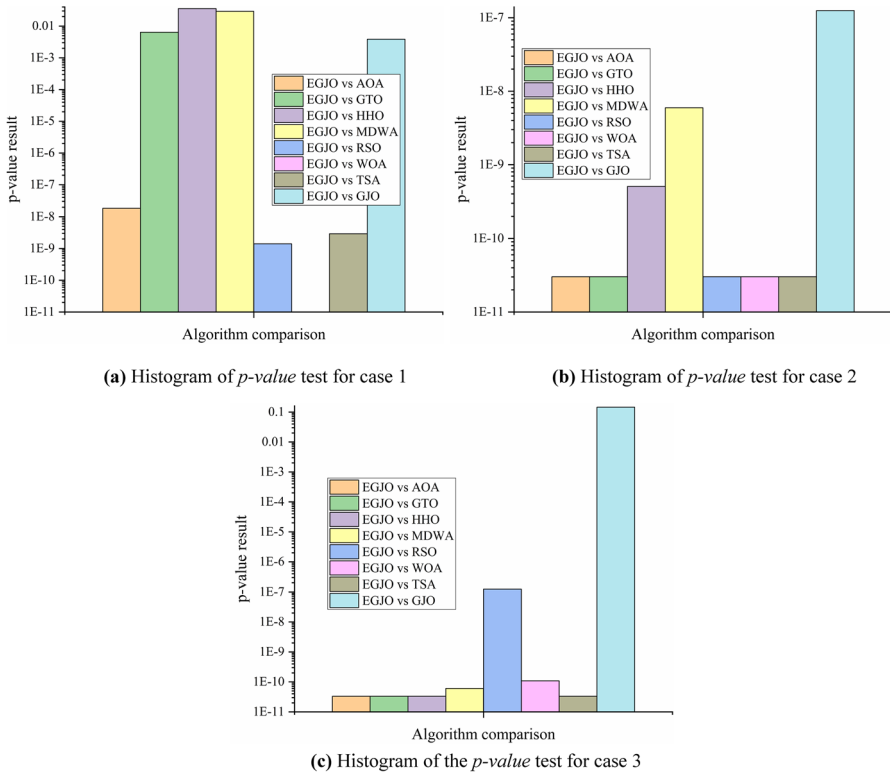 0.01
1E-3
1E-4
1E-5
1E-6
1E-7
1E-8
1E-9
1E-10
1E-11
p-value result
EGJO vs AOA
EGJO vs GTO
EGJO vs HHO
EGJO vs MDWA
EGJO vs RSO
EGJO vs WOA
EGJO vs TSA
EGJO vs GJO
Algorithm comparison
(a) Histogram of p-value test for case 1
1E-7
1E-8
1E-9
1E-10
1E-11
p-value result
EGJO vs AOA
EGJO vs GTO
EGJO vs HHO
EGJO vs MDWA
EGJO vs RSO
EGJO vs WOA
EGJO vs TSA
EGJO vs GJO
Algorithm comparison
(b) Histogram of p-value test for case 2
0.1
0.01
1E-3
1E-4
1E-5
1E-6
1E-7
1E-8
1E-9
1E-10
1E-11
p-value result
EGJO vs AOA
EGJO vs GTO
EGJO vs HHO
EGJO vs MDWA
EGJO vs RSO
EGJO vs WOA
EGJO vs TSA
EGJO vs GJO
Algorithm comparison
(c) Histogram of the p-value test for case 3